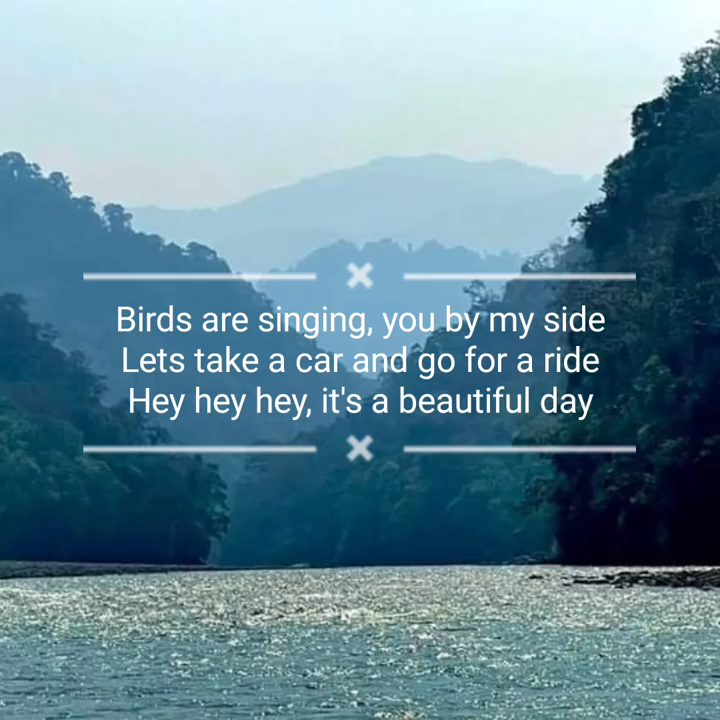 Birds are singing, you by my side
Lets take a car and go for a ride
Hey hey hey, it's a beautiful day